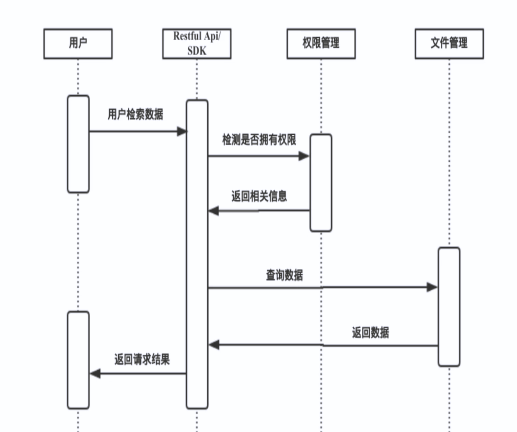 用户
Restful Api/
SDK
权限管理
文件管理
用户检索数据
检测是否拥有权限
返回相关信息
查询数据
返回数据
返回请求结果